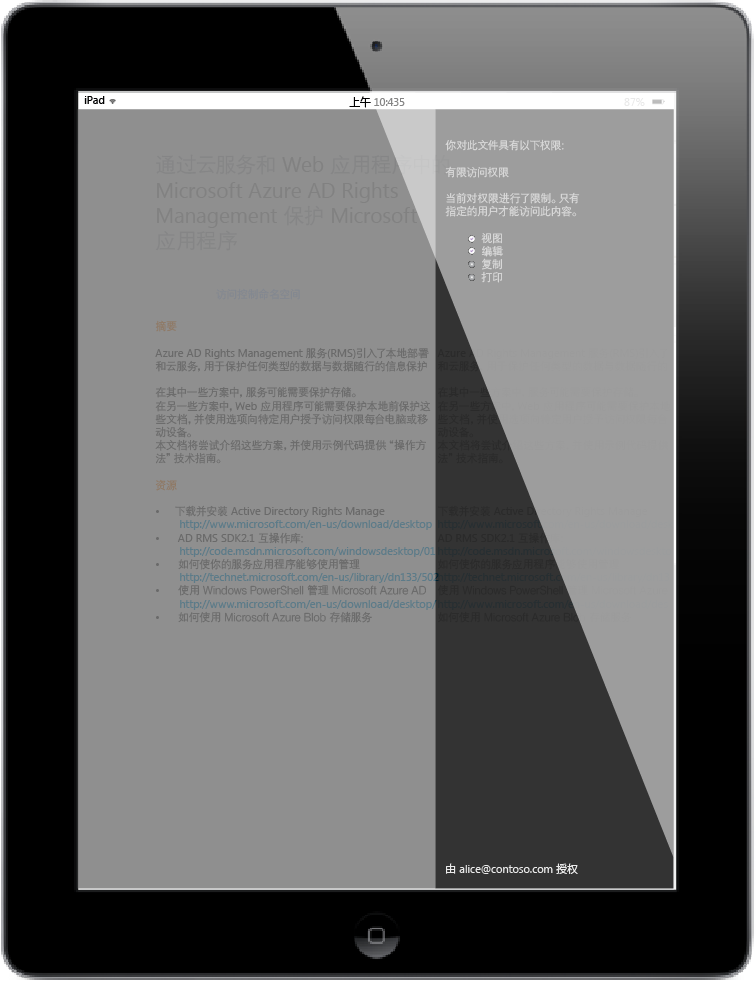 iPad
上午 10:435
87%
通过云服务和 Web 应用程序
Microsoft Azure AD Rights
Management 保护 Microsoft
应用程序
访问控制命名空间
摘要
Azure AD Rights Management 服务(RMS)引入了本地部署
和云服务, 用于保护任何类型的数据与数据随行的信息保护
在其中一些方案中, 服务可能需要保护存储。
在另一些方案中, Web 应用程序可能需要保护本地前保护这
些文档, 并使用选项向特定用户授予访问权限每台电脑或移
动设备。
本文档将尝试介绍这些方案, 并使用示例代码提供 “操作方
法” 技术指南。
资源
• 下载并安装 Active Directory Rights Manage
http://www.microsoft.com/en-us/download/desktop
• AD RMS SDK2.1 互操作库:
http://code.msdn.microsoft.com/windowsdesktop/01
• 如何使你的服务应用程序能够使用管理
http://technet.microsoft.com/en-us/library/dn133/502
• 使用 Windows PowerShell 管理 Microsoft Azure AD
http://www.microsoft.com/en-us/download/desktop/
• 如何使用 Microsoft Azure Blob 存储服务
你对此文件具有以下权限:
有限访问权限
当前对权限进行了限制。只有
指定的用户才能访问此内容。
视图
编辑
复制
打印
由 alice@contoso.com 授权